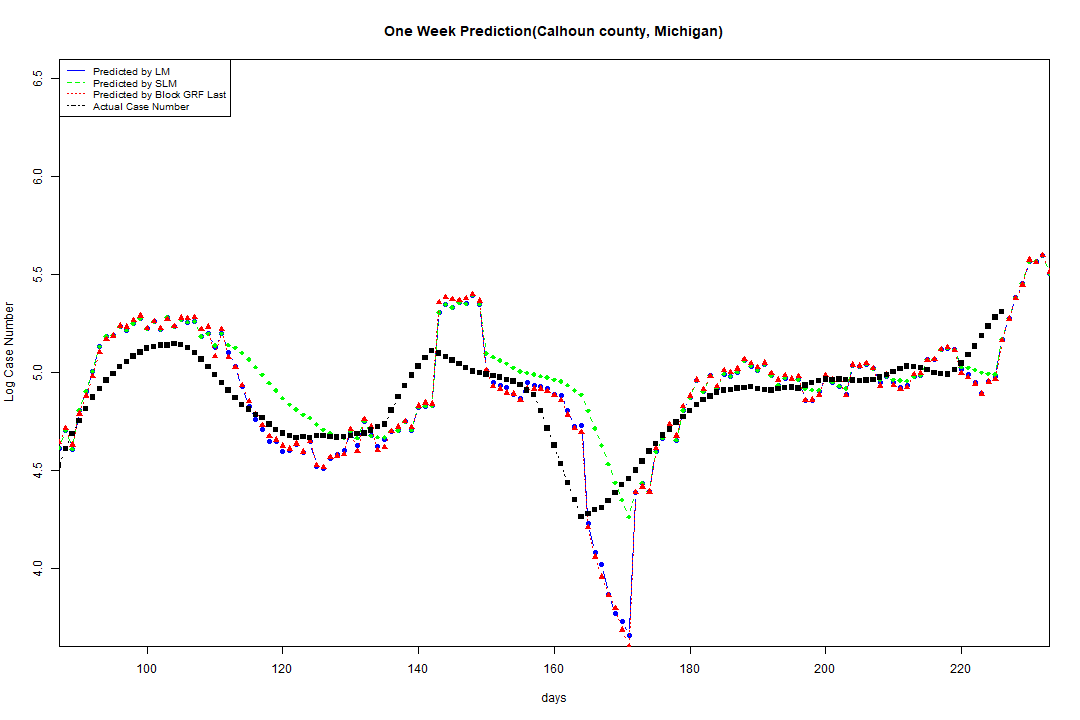 One Week Prediction(Calhoun county, Michigan)
Predicted by LM
Predicted by SLM
Predicted by Block GRF Last
Actual Case Number
6.5
6.0
5.5
5.0
4.5
4.0
Log Case Number
100 120 140 160 180 200 220
days